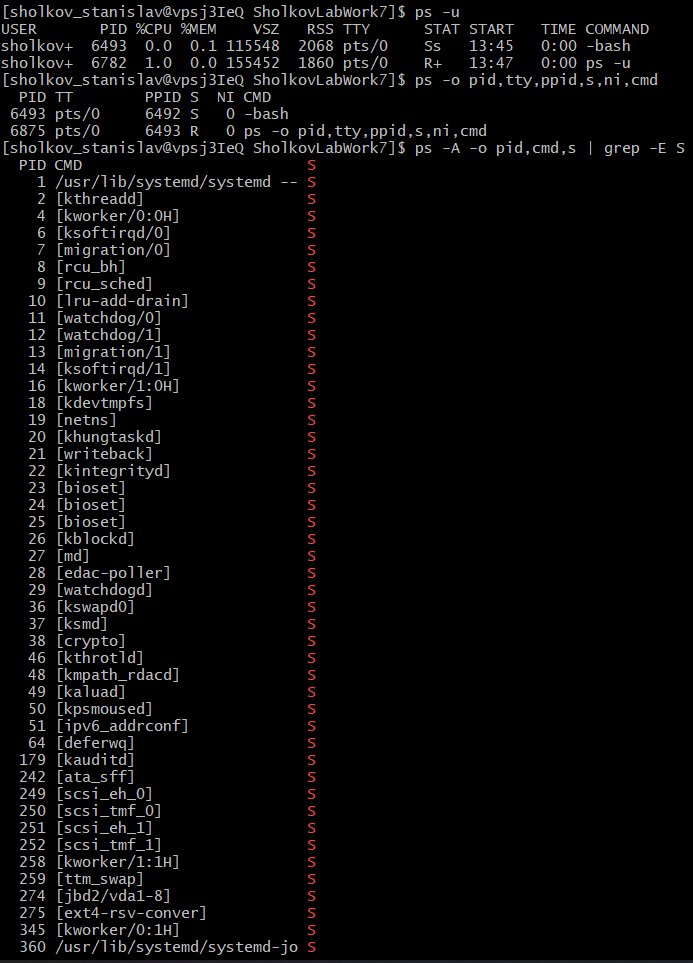 [sholkov_stanislav@vpsj3IeQ SholkovLabWork7]$ ps -u
USER       PID %CPU %MEM    VSZ   RSS TTY      STAT START   TIME COMMAND
sholkov+  6493  0.0  0.1 115548  2068 pts/0    Ss   13:45   0:00 -bash
sholkov+  6782  1.0  0.0 155452  1860 pts/0    R+   13:47   0:00 ps -u
[sholkov_stanislav@vpsj3IeQ SholkovLabWork7]$ ps -o pid,tty,ppid,s,ni,cmd
  PID TT        PPID S  NI CMD
 6493 pts/0     6492 S   0 -bash
 6875 pts/0     6493 R   0 ps -o pid,tty,ppid,s,ni,cmd
[sholkov_stanislav@vpsj3IeQ SholkovLabWork7]$ ps -A -o pid,cmd,s | grep -E S
  PID CMD                         S
    1 /usr/lib/systemd/systemd -- S
    2 [kthreadd]                  S
    4 [kworker/0:0H]              S
    6 [ksoftirqd/0]               S
    7 [migration/0]               S
    8 [rcu_bh]                    S
    9 [rcu_sched]                 S
   10 [lru-add-drain]             S
   11 [watchdog/0]                S
   12 [watchdog/1]                S
   13 [migration/1]               S
   14 [ksoftirqd/1]               S
   16 [kworker/1:0H]              S
   18 [kdevtmpfs]                 S
   19 [netns]                     S
   20 [khungtaskd]                S
   21 [writeback]                 S
   22 [kintegrityd]               S
   23 [bioset]                    S
   24 [bioset]                    S
   25 [bioset]                    S
   26 [kblockd]                   S
   27 [md]                        S
   28 [edac-poller]               S
   29 [watchdogd]                 S
   36 [kswapd0]                   S
   37 [ksmd]                      S
   38 [crypto]                    S
   46 [kthrotld]                  S
   48 [kmpath_rdacd]              S
   49 [kaluad]                    S
   50 [kpsmoused]                 S
   51 [ipv6_addrconf]             S
   64 [deferwq]                   S
  179 [kauditd]                   S
  242 [ata_sff]                   S
  249 [scsi_eh_0]                 S
  250 [scsi_tmf_0]                S
  251 [scsi_eh_1]                 S
  252 [scsi_tmf_1]                S
  258 [kworker/1:1H]              S
  259 [ttm_swap]                  S
  274 [jbd2/vda1-8]               S
  275 [ext4-rsv-conver]           S
  345 [kworker/0:1H]              S
  360 /usr/lib/systemd/systemd-jo S